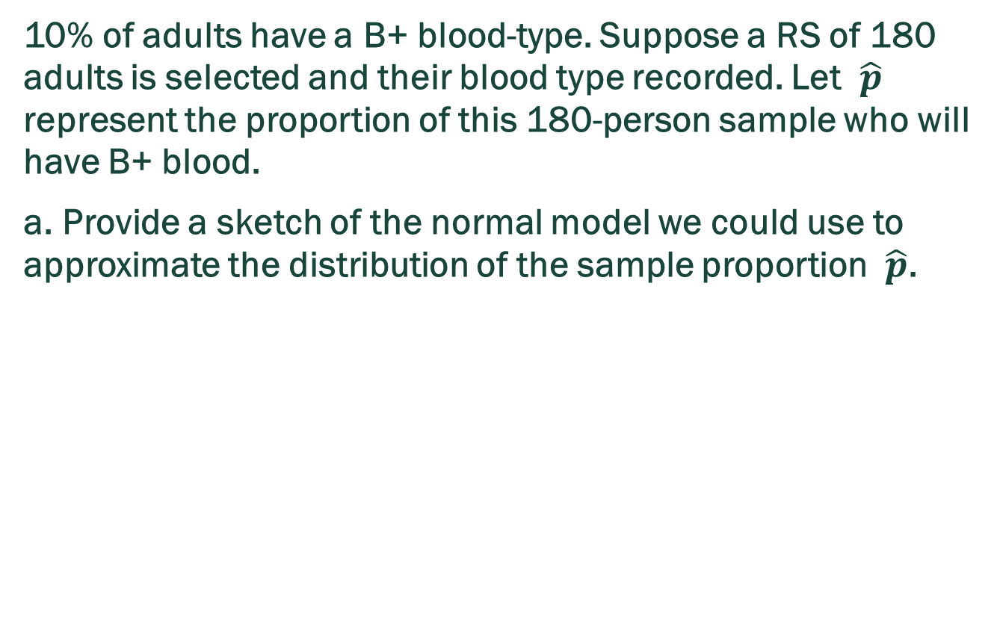 10% of adults have a B+ blood-type. Suppose a RS of 180
adults is selected and their blood type recorded. Let p̂
represent the proportion of this 180-person sample who will
have B+ blood.
a. Provide a sketch of the normal model we could use to
approximate the distribution of the sample proportion p̂.